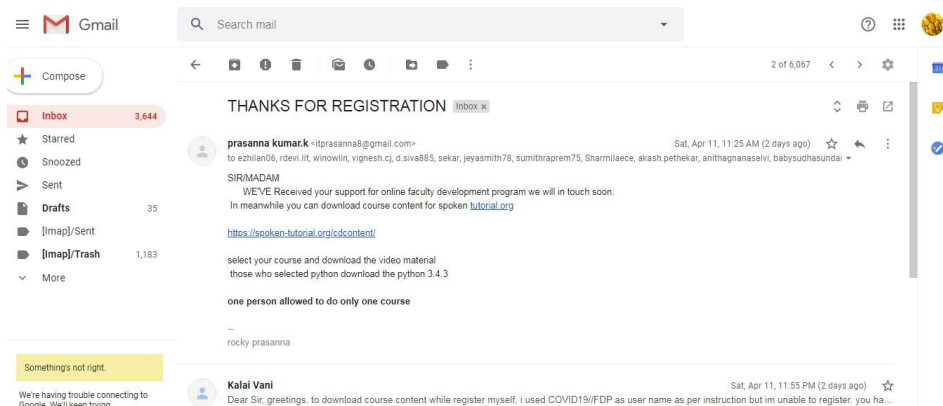 Gmail
Search mail
Compose
2 of 6,067
Inbox 3,644
Starred
Snoozed
Sent
Drafts 35
[Imap]/Sent
[Imap]/Trash 1,183
More
Something's not right.
We're having trouble connecting to
Google. We'll keep trying
THANKS FOR REGISTRATION Inbox x
prasanna kumar.k <itprasanna8@gmail.com> Sat, Apr 11, 11:25 AM (2 days ago)
to ezhilan06, rdevi.lit, winowlin, vignesh.cj, d.siva885, sekar, jeyasmith78, sumithraprem75, Sharmilaece, akash.pethekar, anithagnanaselvi, babysudhasundar
SIR/MADAM
WE'VE Received your support for online faculty development program we will in touch soon.
In meanwhile you can download course content for spoken tutorial.org
https://spoken-tutorial.org/cdcontent/
select your course and download the video material
those who selected python download the python 3.4.3
one person allowed to do only one course
--
rocky prasanna
Kalai Vani Sat, Apr 11, 11:55 PM (2 days ago)
Dear Sir, greetings. to download course content while register myself, i used COVID19//FDP as user name as per instruction but im unable to register. you ha...